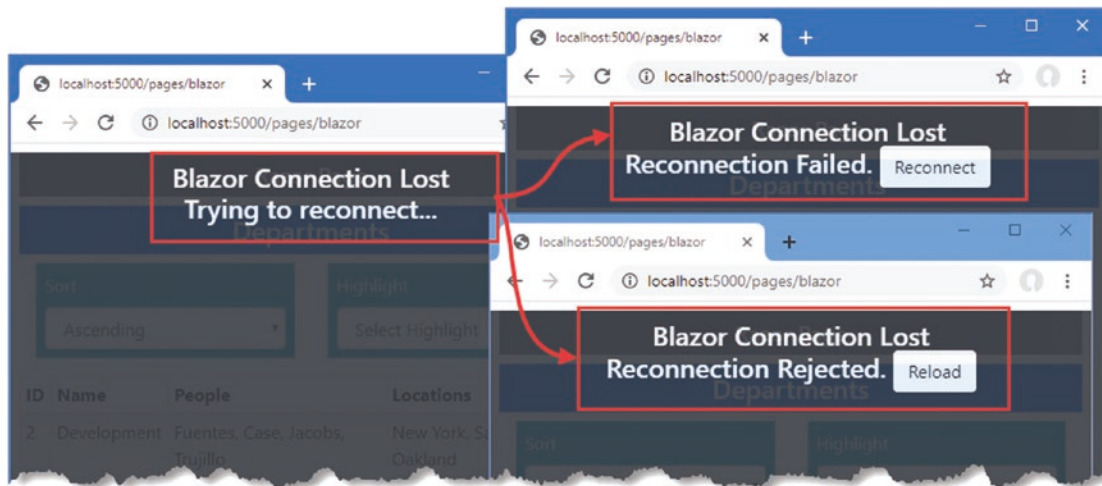 localhost:5000/pages/blazor
localhost:5000/pages/blazor
Blazor Connection Lost
Trying to reconnect...
Departments
Sort
Highlight
Ascending
Select Highlight
ID Name People Locations
2 Development Fuentes, Case, Jacobs, New York,
Trujillo Oakland
localhost:5000/pages/blazor
localhost:5000/pages/blazor
Blazor Connection Lost
Reconnection Failed. Reconnect
Departments
localhost:5000/pages/blazor
localhost:5000/pages/blazor
Blazor Connection Lost
Reconnection Rejected. Reload
Departments
Sort
Highlight